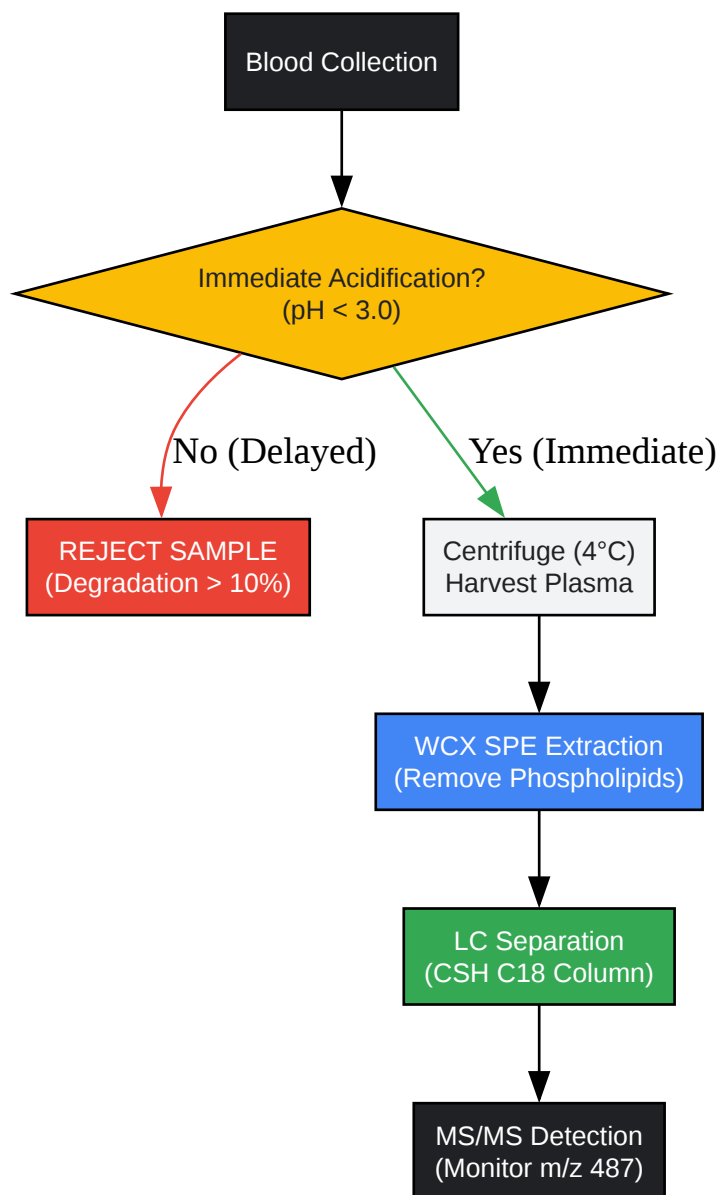 Blood Collection
Immediate Acidification?
(pH < 3.0)
No (Delayed)
Yes (Immediate)
REJECT SAMPLE
(Degradation > 10%)
Centrifuge (4°C)
Harvest Plasma
WCX SPE Extraction
(Remove Phospholipids)
LC Separation
(CSH C18 Column)
MS/MS Detection
(Monitor m/z 487)